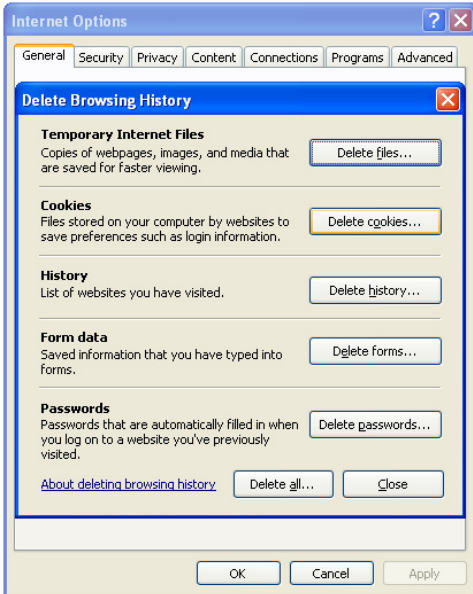 Internet Options
General Security Privacy Content Connections Programs Advanced
Delete Browsing History
Temporary Internet Files
Copies of webpages, images, and media that
are saved for faster viewing.
Delete files...
Cookies
Files stored on your computer by websites to
save preferences such as login information.
Delete cookies...
History
List of websites you have visited.
Delete history...
Form data
Saved information that you have typed into
forms.
Delete forms...
Passwords
Passwords that are automatically filled in when
you log on to a website you've previously
visited.
Delete passwords...
About deleting browsing history Delete all... Close
OK Cancel Apply